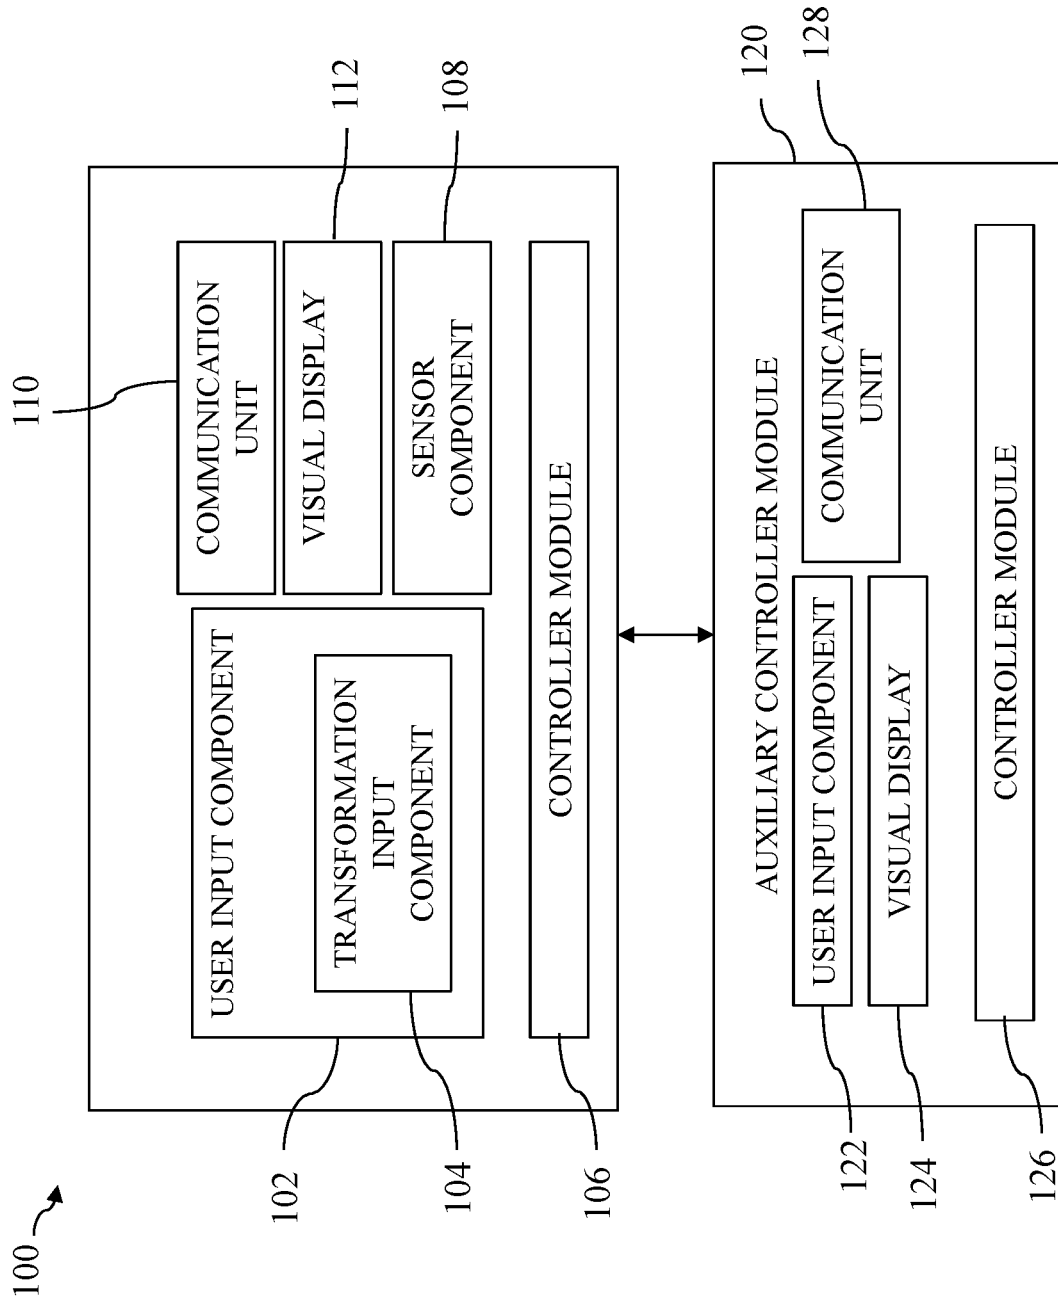 100
110
COMMUNICATION
UNIT
112
VISUAL DISPLAY
108
SENSOR
COMPONENT
USER INPUT COMPONENT
TRANSFORMATION
INPUT
COMPONENT
102
104
CONTROLLER MODULE
106
120
AUXILIARY CONTROLLER MODULE
128
COMMUNICATION
UNIT
USER INPUT COMPONENT
122
VISUAL DISPLAY
124
CONTROLLER MODULE
126